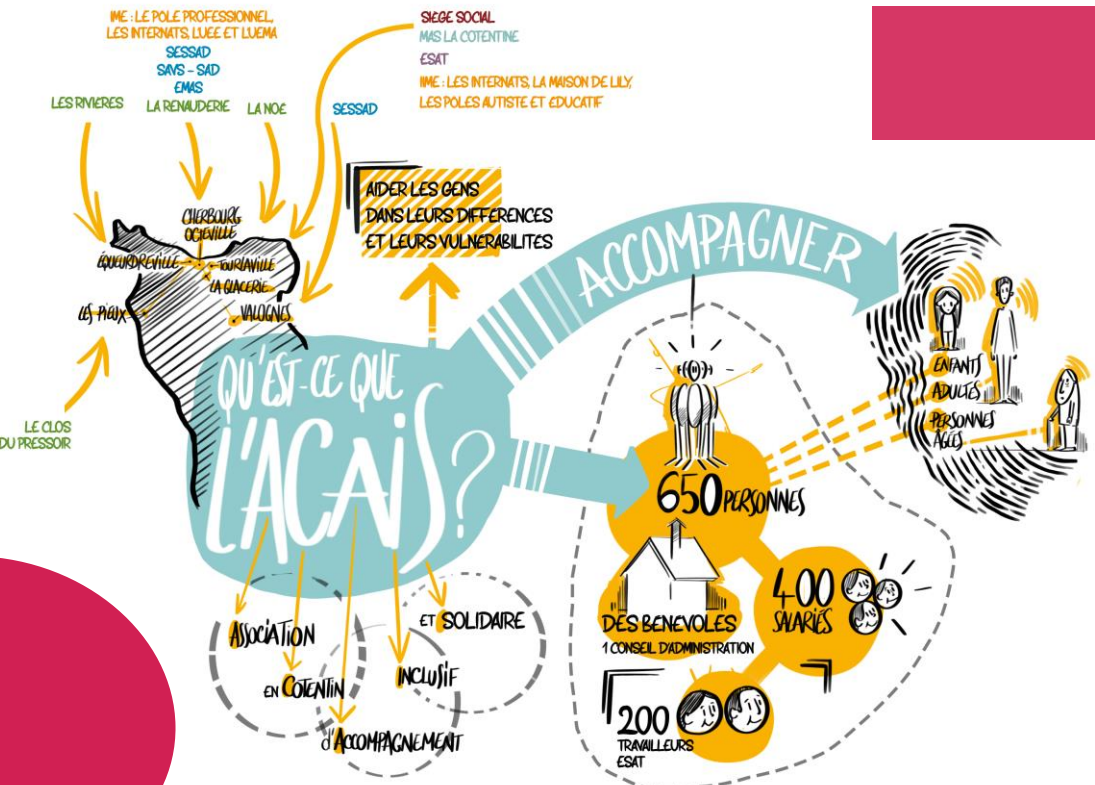 IME : LE POLE PROFESSIONNEL,
LES INTERNATS, L'UEE ET L'UEMA
SESSAD
SAVS - SAD
EMAS
LA RENAUDERIE
LES RIVIERES
LA NOE
SESSAD
SIEGE SOCIAL
MAS LA COTENTINE
ESAT
IME : LES INTERNATS, LA MAISON DE LILY,
LES POLES AUTISTE ET EDUCATIF
CHERBOURG
OCTEVILLE
EQUEURDREVILLE
TOURLAVILLE
LA GLACERIE
LES PIEUX
VALOGNES
LE CLOS
DU PRESSOIR
AIDER LES GENS
DANS LEURS DIFFERENCES
ET LEURS VULNERABILITES
ACCOMPAGNER
ENFANTS
ADULTES
PERSONNES
AGEES
QU'EST-CE QUE
L'ACAIS ?
650 PERSONNES
DES BENEVOLES
1 CONSEIL D'ADMINISTRATION
400
SALARIÉS
200
TRAVAILLEURS
ESAT
ASSOCIATION
EN COTENTIN
d'ACCOMPAGNEMENT
INCLUSIF
ET SOLIDAIRE